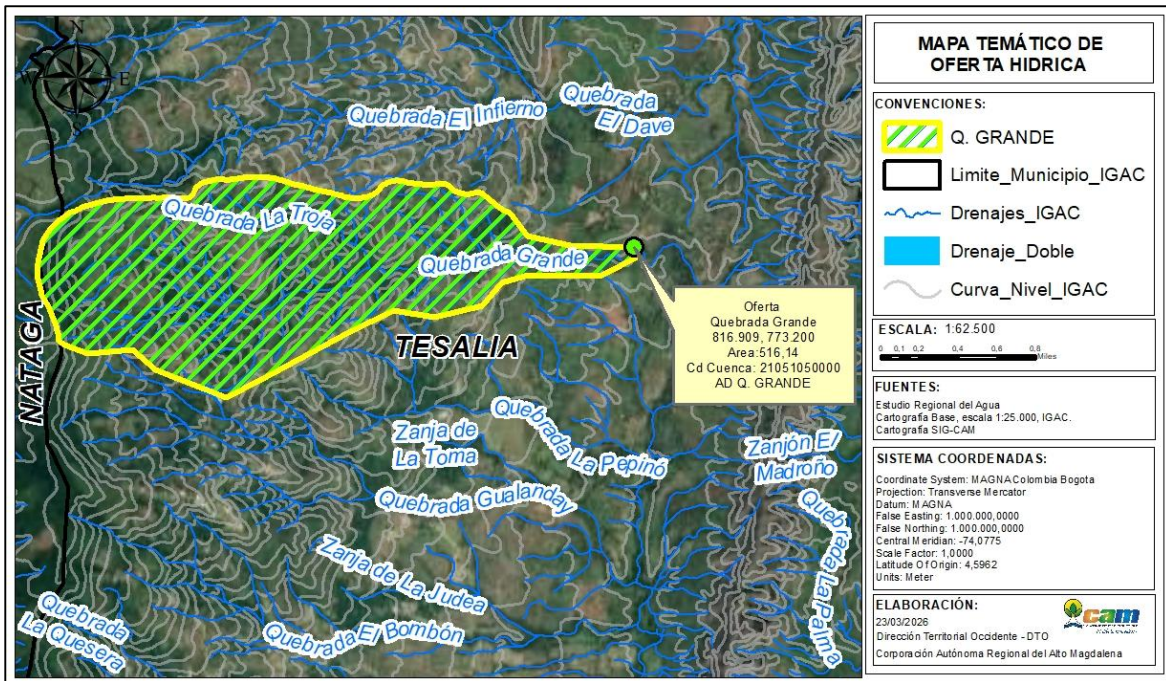 N
W
E
S
Quebrada El Infierno
Quebrada
El Dave
Quebrada La Troja
Quebrada Grande
NATAGA
TESALIA
Oferta
Quebrada Grande
816.909, 773.200
Area:516,14
Cd Cuenca: 21051050000
AD Q. GRANDE
Zanja de
La Toma
Quebrada La Pepinó
Zanjón El
Madroño
Quebrada Gualanday
Quebrada La Palma
Zanja de La Judea
Quebrada El Bombón
Quebrada
La Quesera
MAPA TEMÁTICO DE
OFERTA HIDRICA
CONVENCIONES:
Q. GRANDE
Limite_Municipio_IGAC
Drenajes_IGAC
Drenaje_Doble
Curva_Nivel_IGAC
ESCALA: 1:62.500
0 0,1 0,2 0,4 0,6 0,8
Miles
FUENTES:
Estudio Regional del Agua
Cartografía Base, escala 1:25.000, IGAC.
Cartografía SIG-CAM
SISTEMA COORDENADAS:
Coordinate System: MAGNA Colombia Bogota
Projection: Transverse Mercator
Datum: MAGNA
False Easting: 1.000.000,0000
False Northing: 1.000.000,0000
Central Meridian: -74,0775
Scale Factor: 1,0000
Latitude Of Origin: 4,5962
Units: Meter
ELABORACIÓN:
23/03/2026
Dirección Territorial Occidente - DTO
Corporación Autónoma Regional del Alto Magdalena
cam